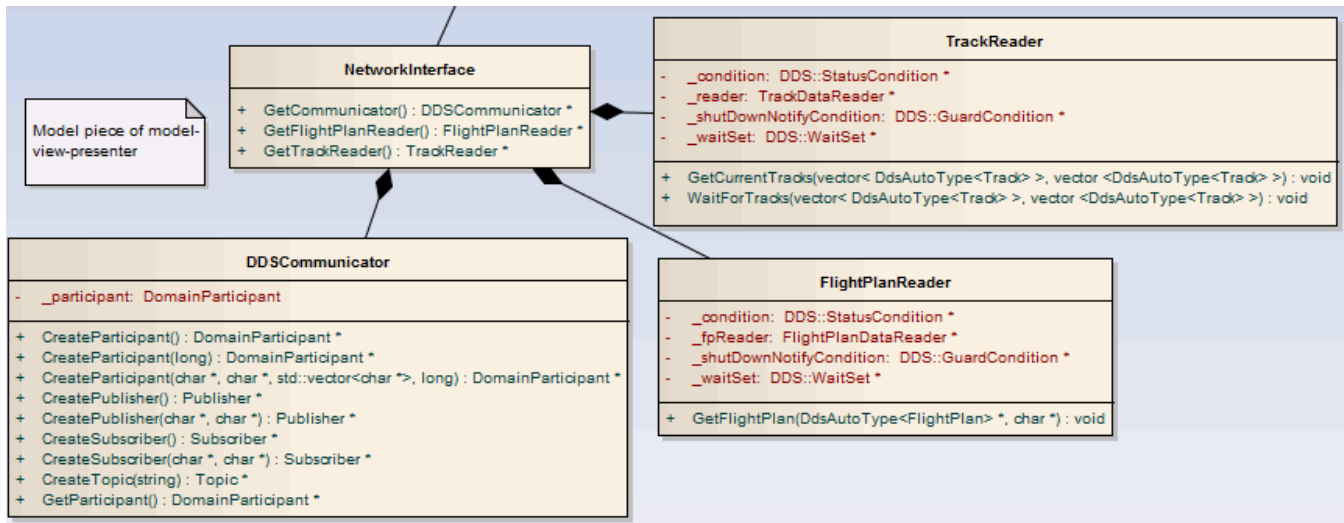 NetworkInterface
+ GetCommunicator() : DDSCommunicator *
+ GetFlightPlanReader() : FlightPlanReader *
+ GetTrackReader() : TrackReader *
TrackReader
- _condition: DDS::StatusCondition *
- _reader: TrackDataReader *
- _shutDownNotifyCondition: DDS::GuardCondition *
- _waitSet: DDS::WaitSet *
+ GetCurrentTracks(vector< DdsAutoType<Track> >, vector <DdsAutoType<Track> >) : void
+ WaitForTracks(vector< DdsAutoType<Track> >, vector <DdsAutoType<Track> >) : void
Model piece of model-
view-presenter
DDSCommunicator
- _participant: DomainParticipant
+ CreateParticipant() : DomainParticipant *
+ CreateParticipant(long) : DomainParticipant *
+ CreateParticipant(char *, char *, std::vector<char *>, long) : DomainParticipant *
+ CreatePublisher() : Publisher *
+ CreatePublisher(char *, char *) : Publisher *
+ CreateSubscriber() : Subscriber *
+ CreateSubscriber(char *, char *) : Subscriber *
+ CreateTopic(string) : Topic *
+ GetParticipant() : DomainParticipant *
FlightPlanReader
- _condition: DDS::StatusCondition *
- _fpReader: FlightPlanDataReader *
- _shutDownNotifyCondition: DDS::GuardCondition *
- _waitSet: DDS::WaitSet *
+ GetFlightPlan(DdsAutoType<FlightPlan> *, char *) : void